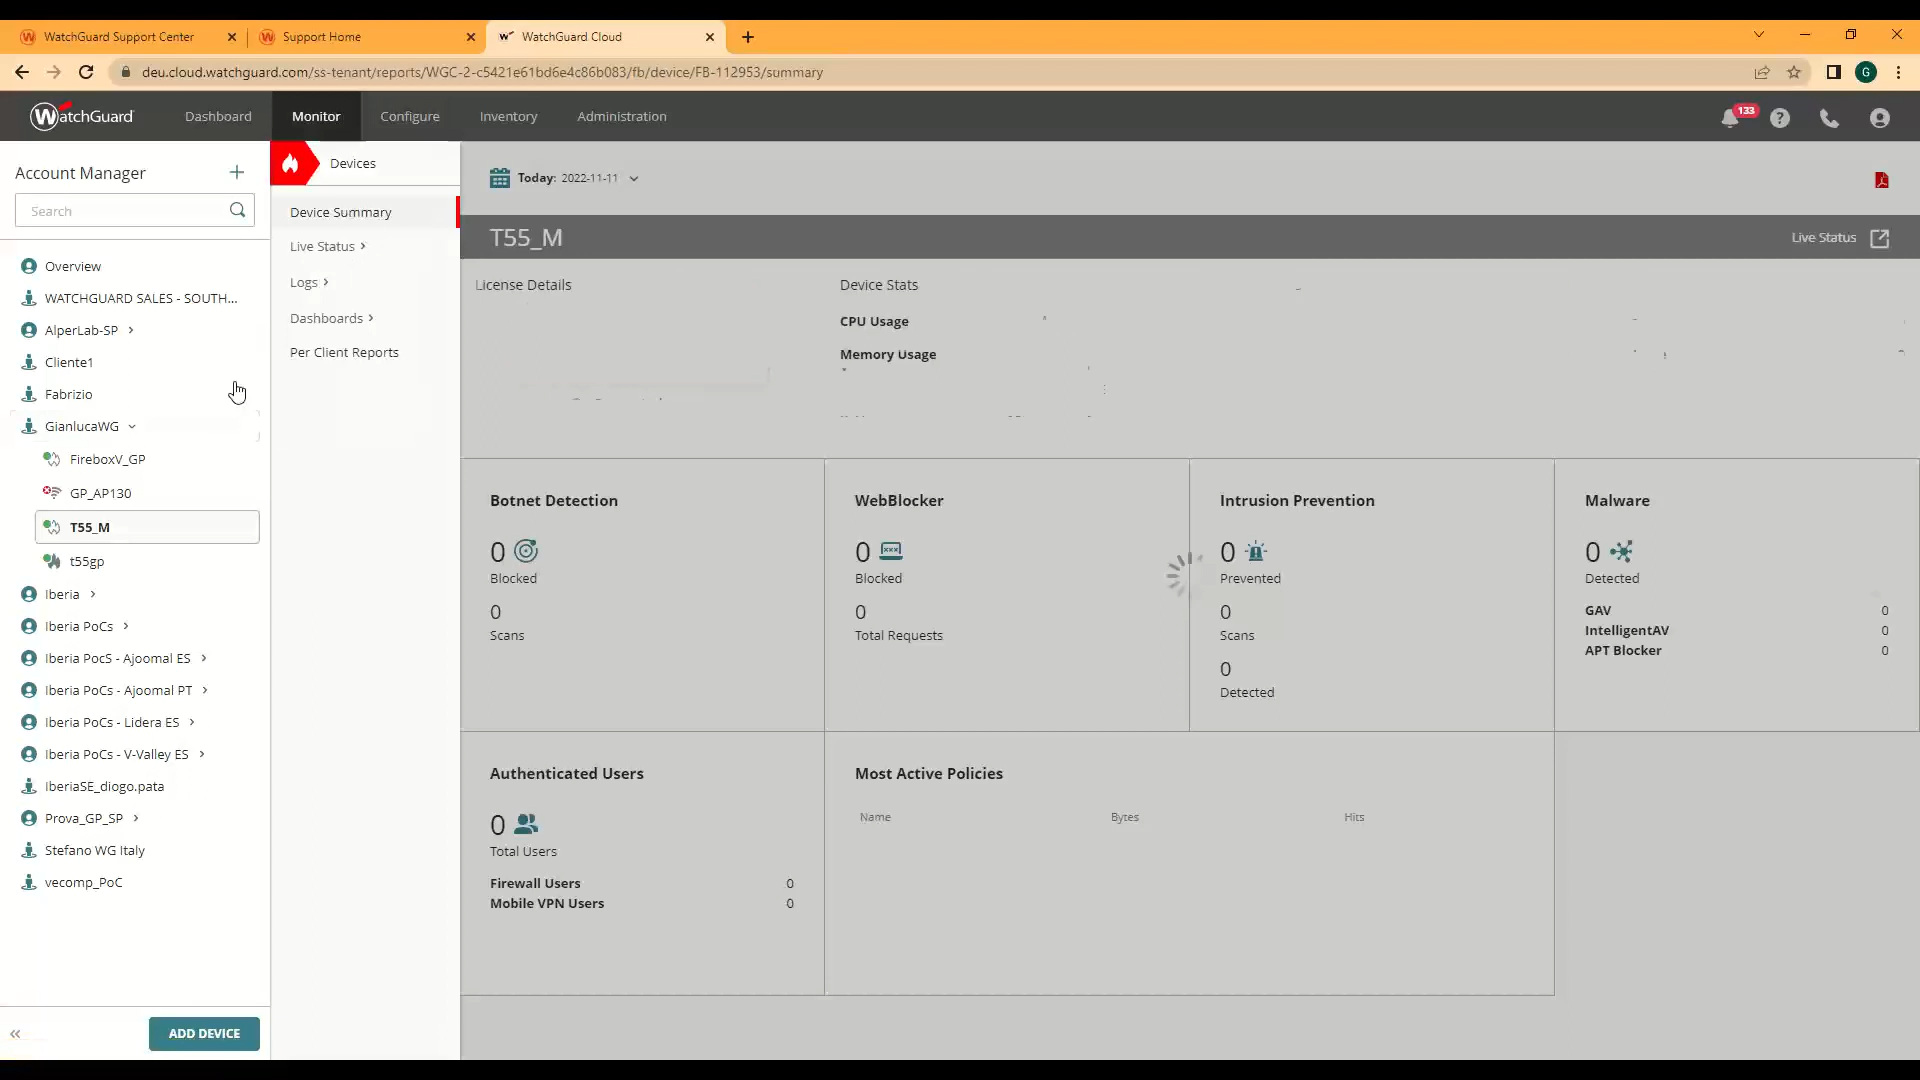 WatchGuard Support Center
Support Home
WatchGuard Cloud
deu.cloud.watchguard.com/ss-tenant/reports/WGC-2-c5421e61bd6e4c86b083/fb/device/FB-112953/summary
G
WatchGuard
Dashboard
Monitor
Configure
Inventory
Administration
133
Account Manager
Search
Overview
WATCHGUARD SALES - SOUTH...
AlperLab-SP
Cliente1
Fabrizio
GianlucaWG
FireboxV_GP
GP_AP130
T55_M
t55gp
Iberia
Iberia PoCs
Iberia PocS - Ajoomal ES
Iberia PoCs - Ajoomal PT
Iberia PoCs - Lidera ES
Iberia PoCs - V-Valley ES
IberiaSE_diogo.pata
Prova_GP_SP
Stefano WG Italy
vecomp_PoC
ADD DEVICE
Devices
Device Summary
Live Status
Logs
Dashboards
Per Client Reports
Today: 2022-11-11
T55_M
Live Status
License Details
Device Stats
CPU Usage
Memory Usage
Botnet Detection
0
Blocked
0
Scans
WebBlocker
0
Blocked
0
Total Requests
Intrusion Prevention
0
Prevented
0
Scans
0
Detected
Malware
0
Detected
GAV 0
IntelligentAV 0
APT Blocker 0
Authenticated Users
0
Total Users
Firewall Users 0
Mobile VPN Users 0
Most Active Policies
Name Bytes Hits